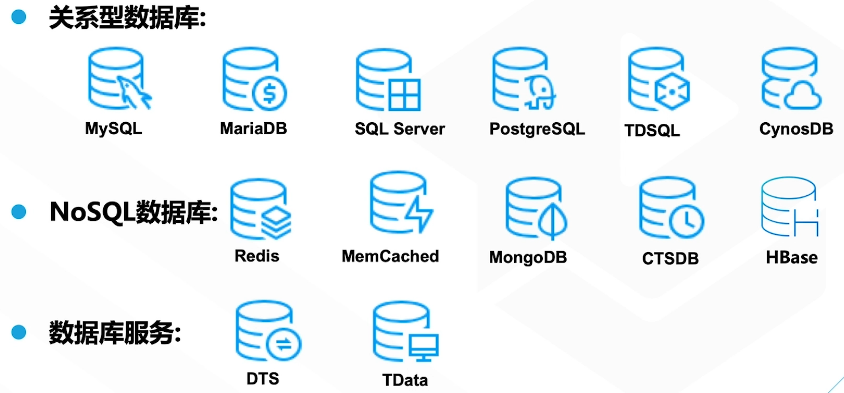 关系型数据库:
MySQL MariaDB SQL Server PostgreSQL TDSQL CynosDB
NoSQL数据库:
Redis MemCached MongoDB CTSDB HBase
数据库服务:
DTS TData